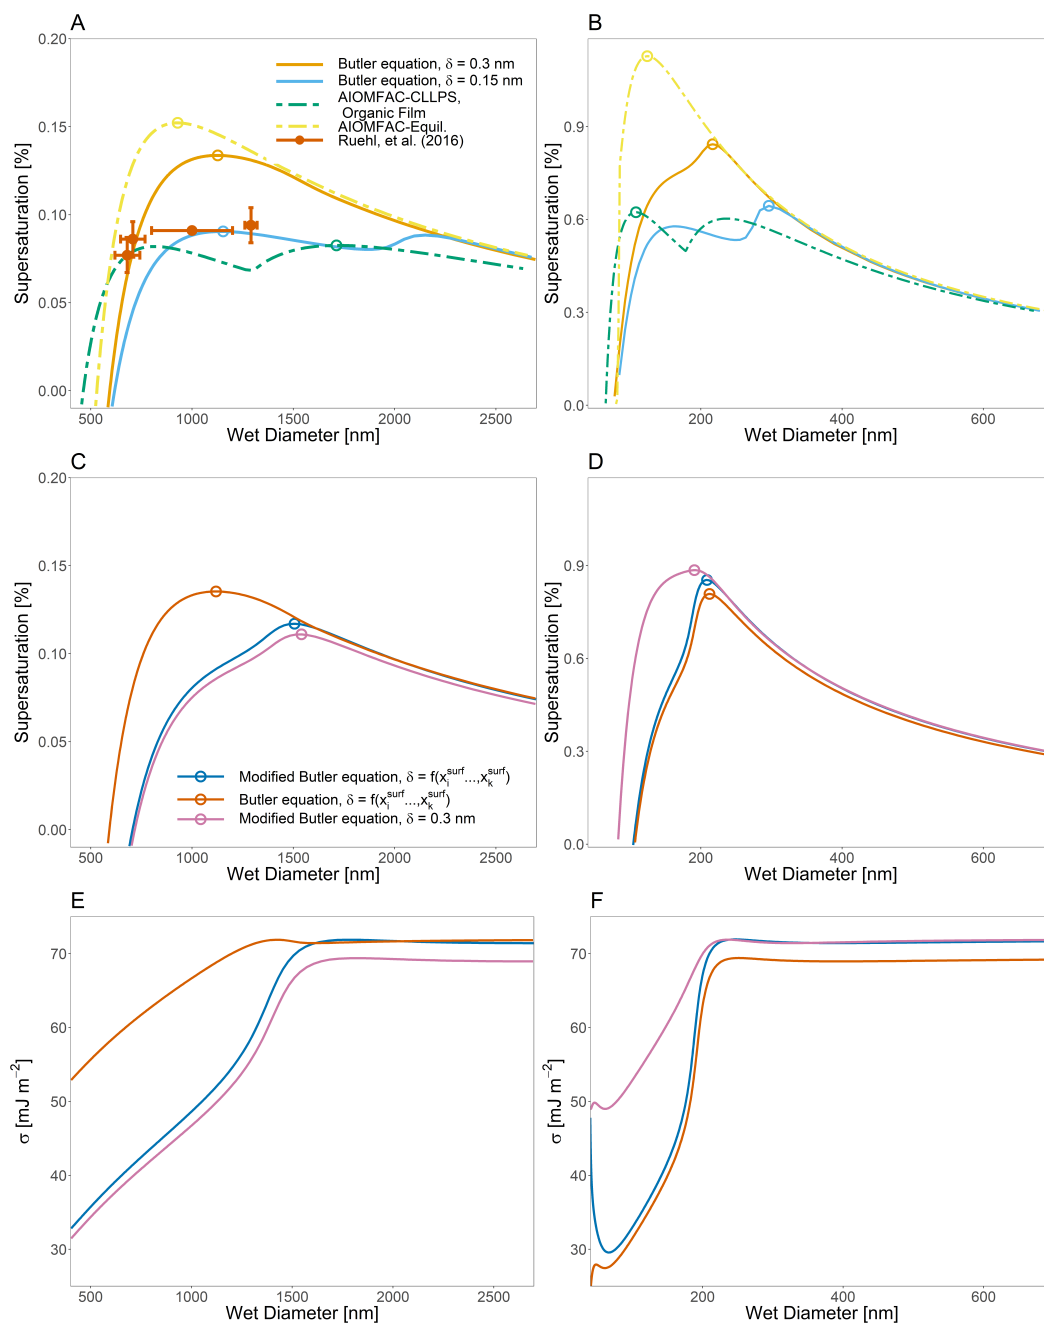 A
B
0.20
0.15
0.10
0.05
0.00
Supersaturation [%]
Butler equation, δ = 0.3 nm
Butler equation, δ = 0.15 nm
AIOMFAC-CLLPS,
Organic Film
AIOMFAC-Equil.
Ruehl, et al. (2016)
500 1000 1500 2000 2500
Wet Diameter [nm]
0.9
0.6
0.3
0.0
Supersaturation [%]
200 400 600
Wet Diameter [nm]
C
D
0.20
0.15
0.10
0.05
0.00
Supersaturation [%]
Modified Butler equation, δ = f(x_i^surf...,x_k^surf)
Butler equation, δ = f(x_i^surf...,x_k^surf)
Modified Butler equation, δ = 0.3 nm
500 1000 1500 2000 2500
Wet Diameter [nm]
0.9
0.6
0.3
0.0
Supersaturation [%]
200 400 600
Wet Diameter [nm]
E
F
70
60
50
40
30
σ [mJ m⁻²]
500 1000 1500 2000 2500
Wet Diameter [nm]
70
60
50
40
30
σ [mJ m⁻²]
200 400 600
Wet Diameter [nm]